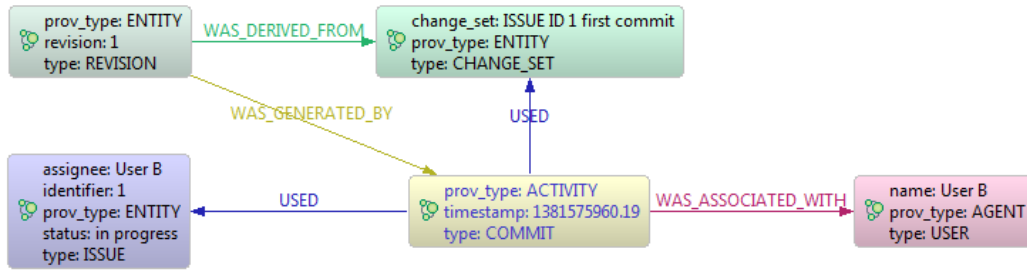 prov_type: ENTITY
revision: 1
type: REVISION
WAS_DERIVED_FROM
change_set: ISSUE ID 1 first commit
prov_type: ENTITY
type: CHANGE_SET
WAS_GENERATED_BY
USED
assignee: User B
identifier: 1
prov_type: ENTITY
status: in progress
type: ISSUE
USED
prov_type: ACTIVITY
timestamp: 1381575960.19
type: COMMIT
WAS_ASSOCIATED_WITH
name: User B
prov_type: AGENT
type: USER